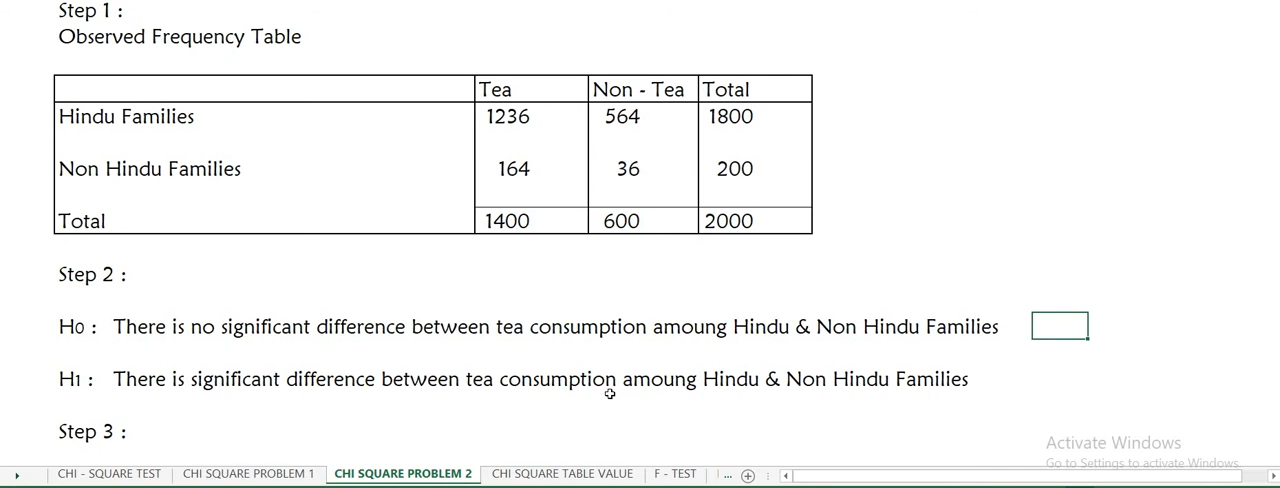 Step 1 :
Observed Frequency Table
Tea Non - Tea Total
Hindu Families 1236 564 1800
Non Hindu Families 164 36 200
Total 1400 600 2000
Step 2 :
H0 : There is no significant difference between tea consumption amoung Hindu & Non Hindu Families
H1 : There is significant difference between tea consumption amoung Hindu & Non Hindu Families
Step 3 :
Activate Windows
Go to Settings to activate Windows.
CHI - SQUARE TEST CHI SQUARE PROBLEM 1 CHI SQUARE PROBLEM 2 CHI SQUARE TABLE VALUE F - TEST ...